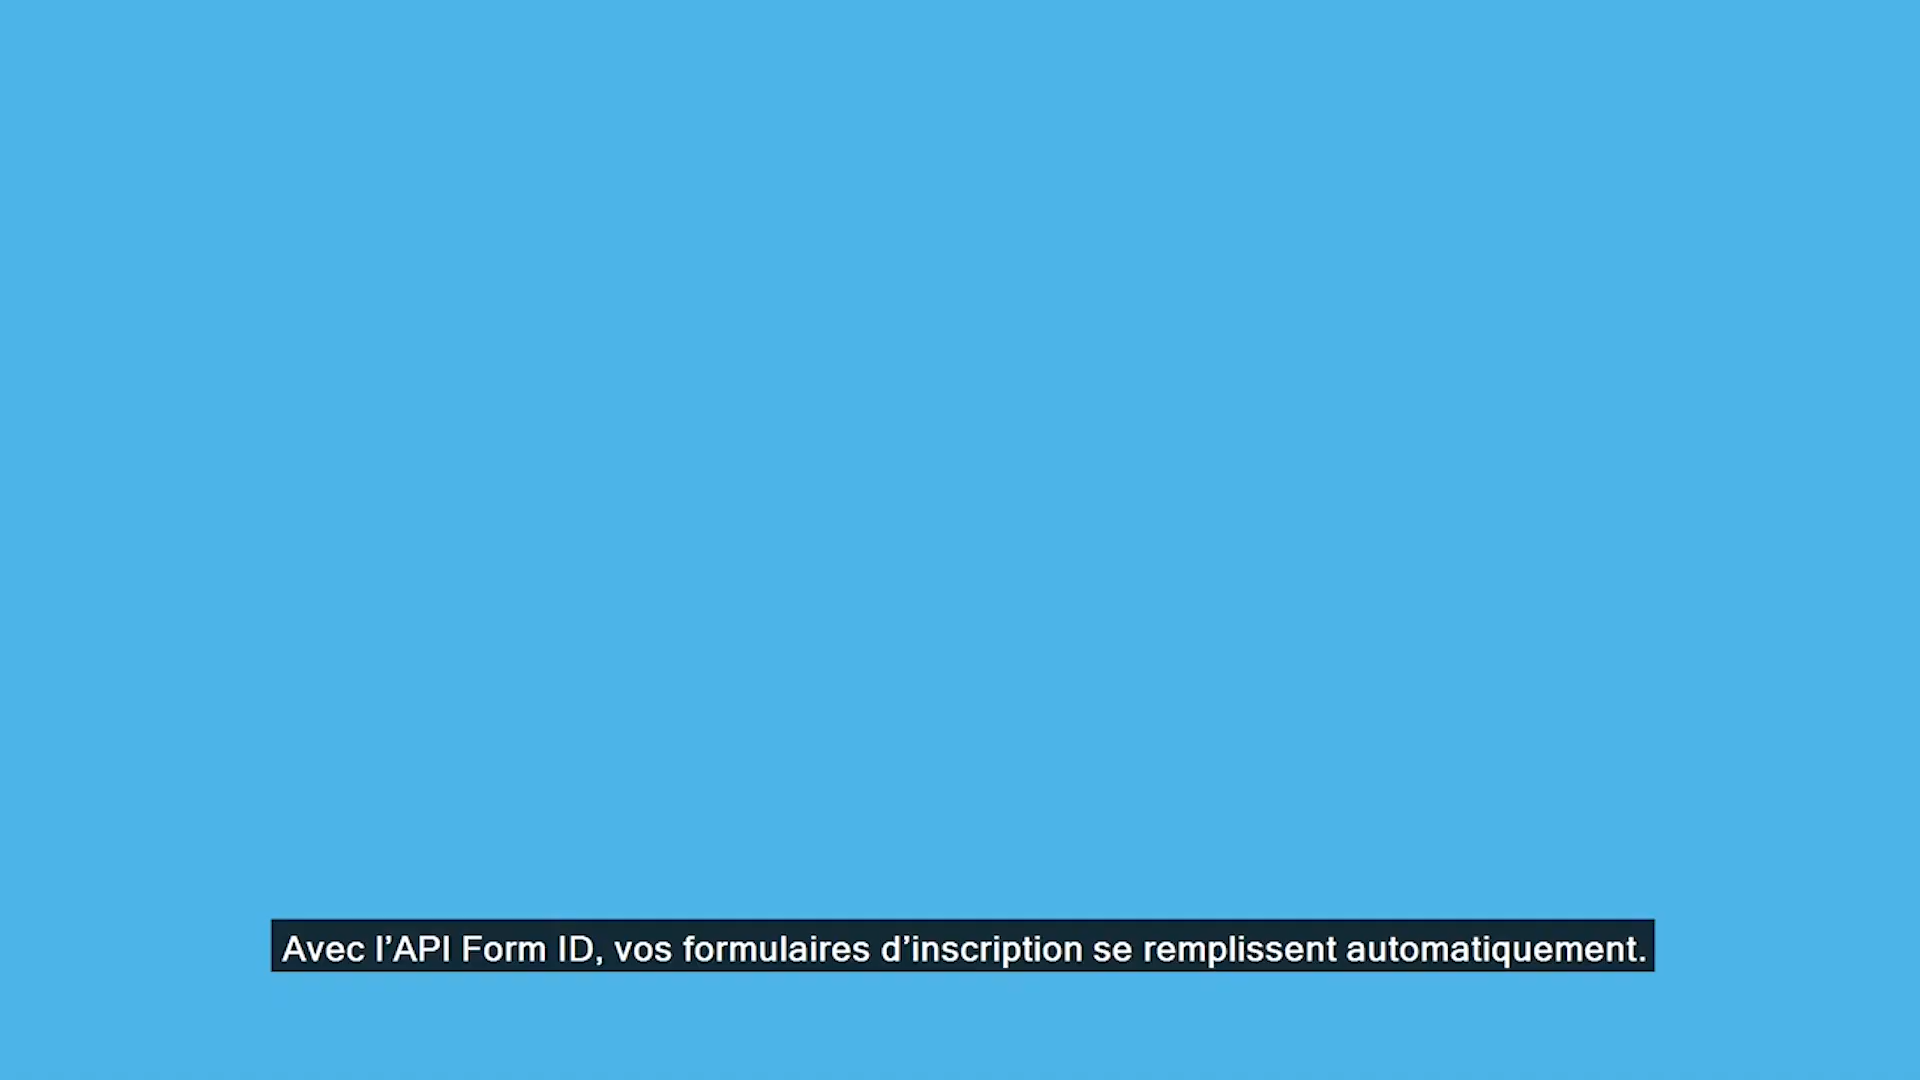 Avec l’API Form ID, vos formulaires d’inscription se remplissent automatiquement.